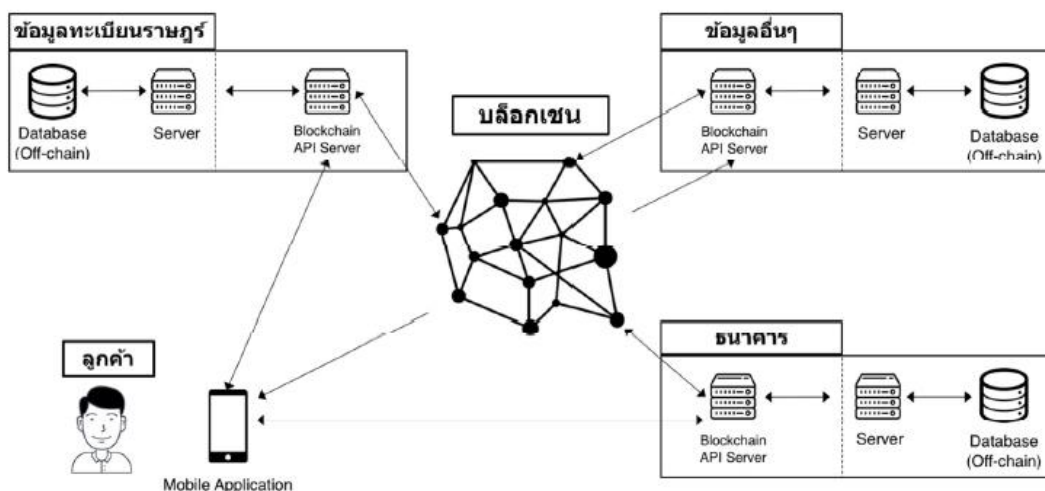 ข้อมูลทะเบียนราษฎร์
Database
(Off-chain)
Server
Blockchain
API Server
บล็อกเชน
ข้อมูลอื่นๆ
Blockchain
API Server
Server
Database
(Off-chain)
ลูกค้า
Mobile Application
ธนาคาร
Blockchain
API Server
Server
Database
(Off-chain)